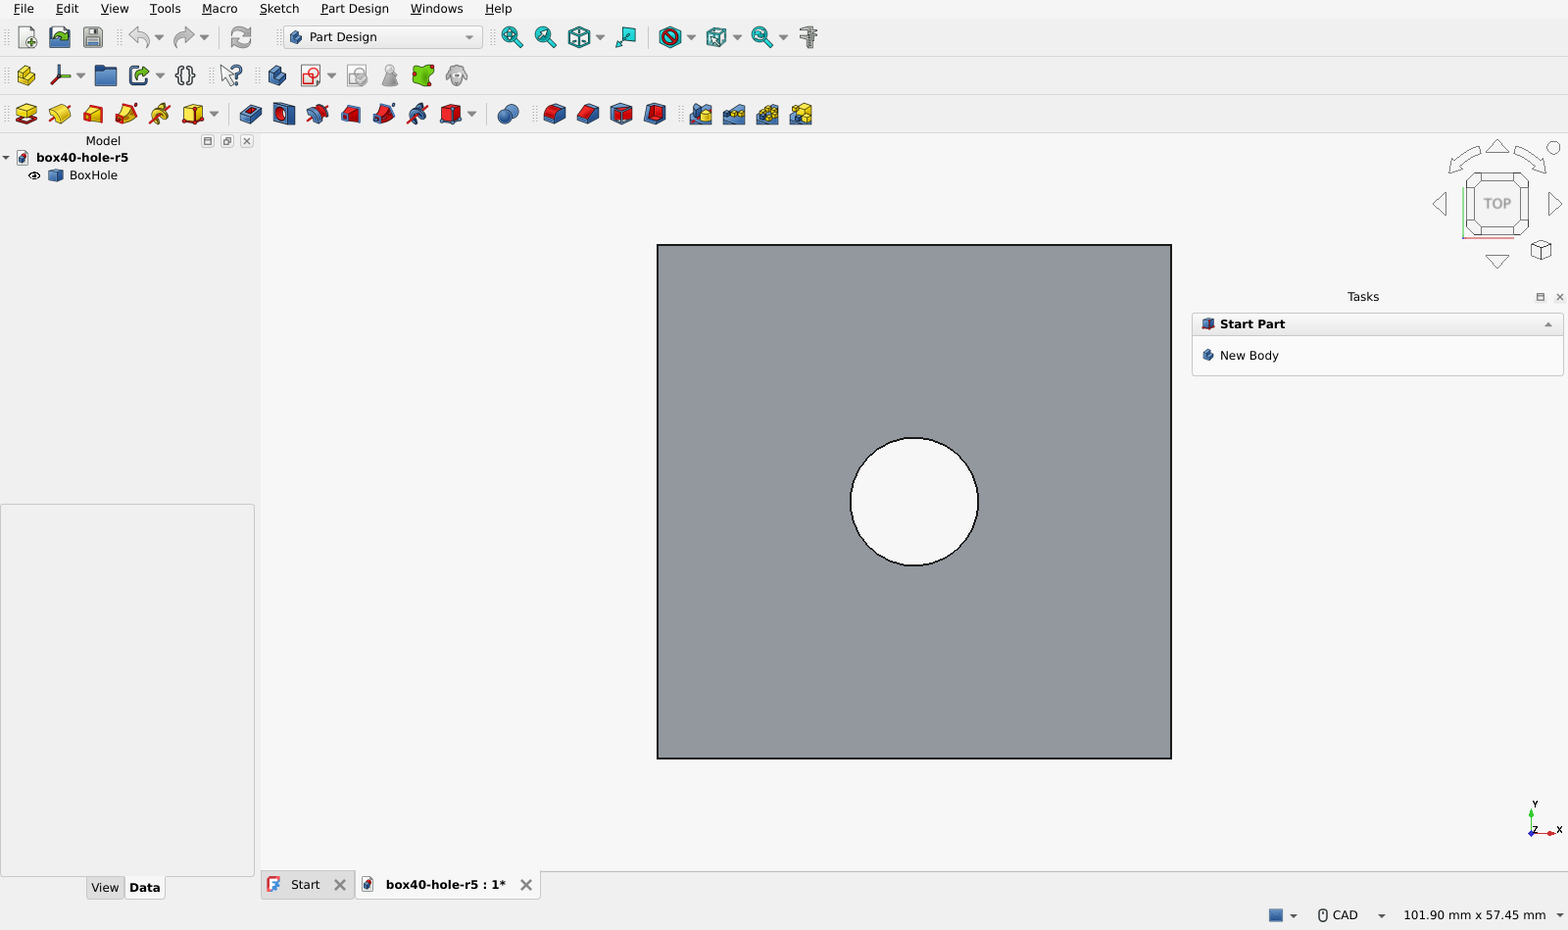 File Edit View Tools Macro Sketch Part Design Windows Help
Part Design
Model
box40-hole-r5
BoxHole
TOP
Tasks
Start Part
New Body
Y
Z X
View Data
Start
box40-hole-r5 : 1*
CAD
101.90 mm x 57.45 mm